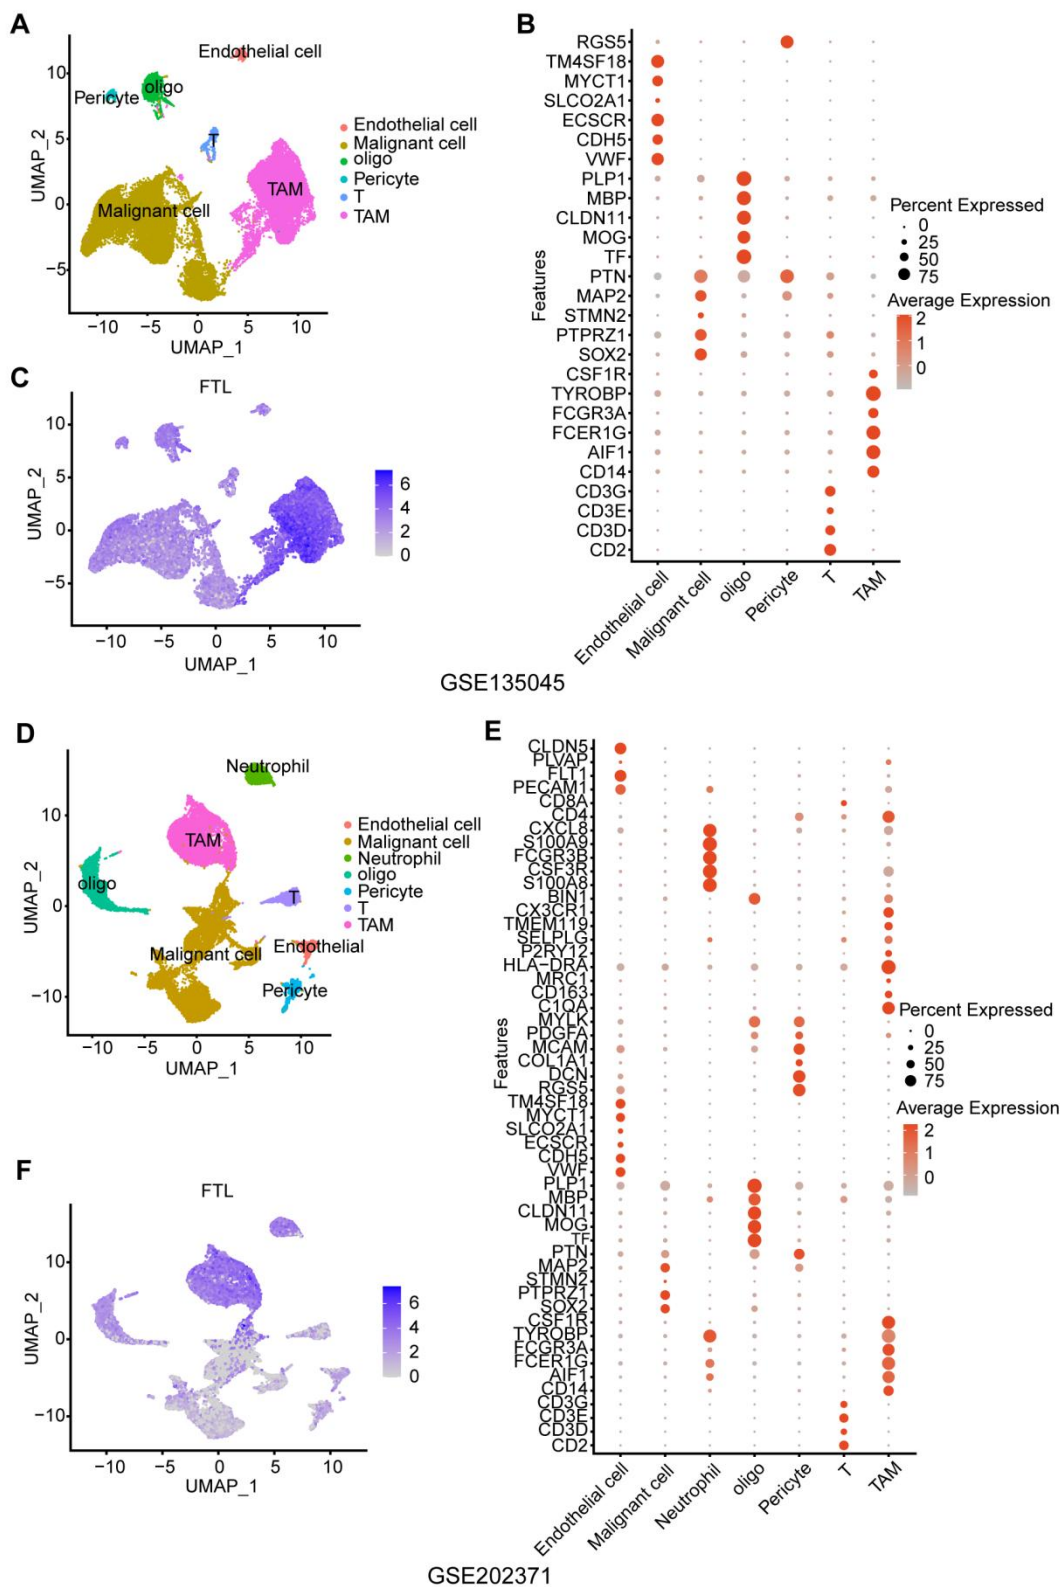 A
Endothelial cell
oligo
Pericyte
T
TAM
Malignant cell
10
5
0
−5
UMAP_2
−10 −5 0 5 10
UMAP_1
Endothelial cell
Malignant cell
oligo
Pericyte
T
TAM
B
RGS5
TM4SF18
MYCT1
SLCO2A1
ECSCR
CDH5
VWF
PLP1
MBP
CLDN11
MOG
TF
PTN
MAP2
STMN2
PTPRZ1
SOX2
CSF1R
TYROBP
FCGR3A
FCER1G
AIF1
CD14
CD3G
CD3E
CD3D
CD2
Features
Endothelial cell
Malignant cell
oligo
Pericyte
T
TAM
Percent Expressed
0
25
50
75
Average Expression
2
1
0
C
FTL
10
5
0
−5
UMAP_2
−10 −5 0 5 10
UMAP_1
6
4
2
0
GSE135045
D
Neutrophil
TAM
oligo
T
Malignant cell
Endothelial
Pericyte
10
0
−10
UMAP_2
−10 −5 0 5 10
UMAP_1
Endothelial cell
Malignant cell
Neutrophil
oligo
Pericyte
T
TAM
E
CLDN5
PLVAP
FLT1
PECAM1
CD8A
CD4
CXCL8
S100A9
FCGR3B
CSF3R
S100A8
BIN1
CX3CR1
TMEM119
SELPLG
P2RY12
HLA−DRA
MRC1
CD163
C1QA
MYLK
PDGFA
MCAM
COL1A1
DCN
RGS5
TM4SF18
MYCT1
SLCO2A1
ECSCR
CDH5
VWF
PLP1
MBP
CLDN11
MOG
TF
PTN
MAP2
STMN2
PTPRZ1
SOX2
CSF1R
TYROBP
FCGR3A
FCER1G
AIF1
CD14
CD3G
CD3E
CD3D
CD2
Features
Endothelial cell
Malignant cell
Neutrophil
oligo
Pericyte
T
TAM
Percent Expressed
0
25
50
75
Average Expression
2
1
0
F
FTL
10
0
−10
UMAP_2
−10 −5 0 5 10
UMAP_1
6
4
2
0
GSE202371